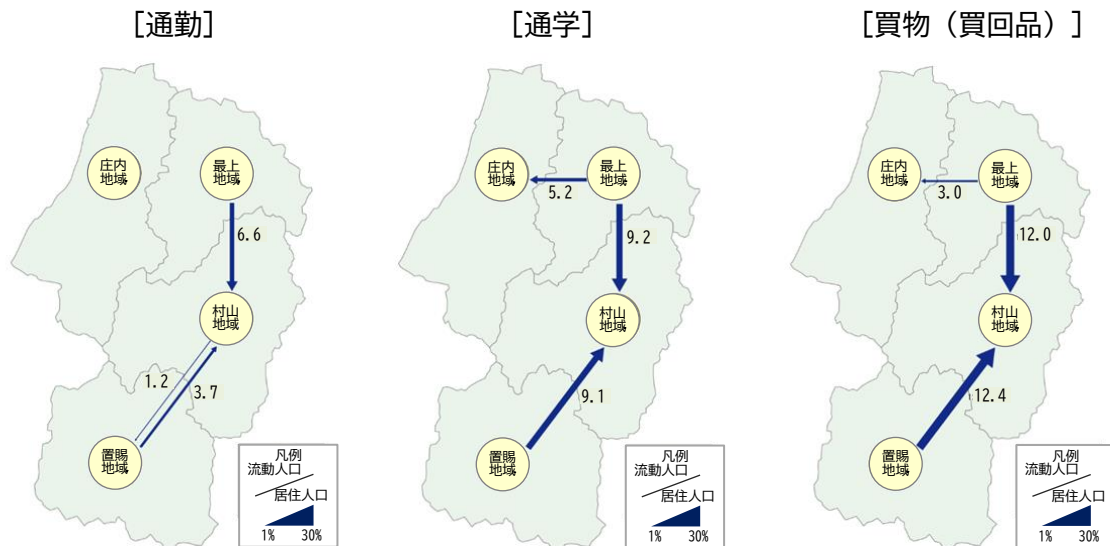 ［通勤］
庄内
地域
最上
地域
6.6
村山
地域
1.2
3.7
置賜
地域
凡例
流動人口
居住人口
1% 30%
［通学］
庄内
地域
最上
地域
5.2
9.2
村山
地域
9.1
置賜
地域
凡例
流動人口
居住人口
1% 30%
［買物（買回品）］
庄内
地域
最上
地域
3.0
12.0
村山
地域
12.4
置賜
地域
凡例
流動人口
居住人口
1% 30%